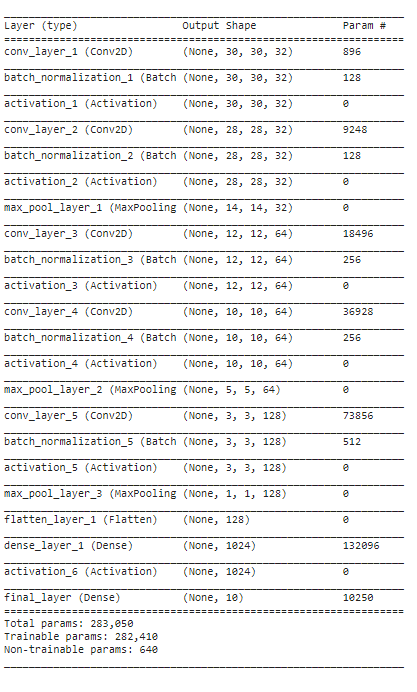 Layer (type) Output Shape Param #
conv_layer_1 (Conv2D) (None, 30, 30, 32) 896
batch_normalization_1 (Batch (None, 30, 30, 32) 128
activation_1 (Activation) (None, 30, 30, 32) 0
conv_layer_2 (Conv2D) (None, 28, 28, 32) 9248
batch_normalization_2 (Batch (None, 28, 28, 32) 128
activation_2 (Activation) (None, 28, 28, 32) 0
max_pool_layer_1 (MaxPooling (None, 14, 14, 32) 0
conv_layer_3 (Conv2D) (None, 12, 12, 64) 18496
batch_normalization_3 (Batch (None, 12, 12, 64) 256
activation_3 (Activation) (None, 12, 12, 64) 0
conv_layer_4 (Conv2D) (None, 10, 10, 64) 36928
batch_normalization_4 (Batch (None, 10, 10, 64) 256
activation_4 (Activation) (None, 10, 10, 64) 0
max_pool_layer_2 (MaxPooling (None, 5, 5, 64) 0
conv_layer_5 (Conv2D) (None, 3, 3, 128) 73856
batch_normalization_5 (Batch (None, 3, 3, 128) 512
activation_5 (Activation) (None, 3, 3, 128) 0
max_pool_layer_3 (MaxPooling (None, 1, 1, 128) 0
flatten_layer_1 (Flatten) (None, 128) 0
dense_layer_1 (Dense) (None, 1024) 132096
activation_6 (Activation) (None, 1024) 0
final_layer (Dense) (None, 10) 10250
Total params: 283,050
Trainable params: 282,410
Non-trainable params: 640